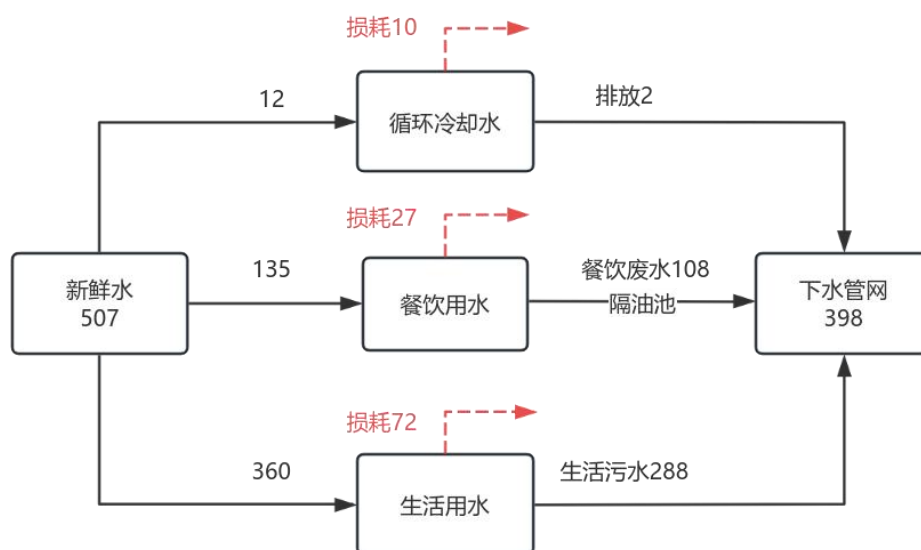 损耗10
12
循环冷却水
排放2
损耗27
新鲜水
507
135
餐饮用水
餐饮废水108
隔油池
下水管网
398
损耗72
360
生活用水
生活污水288